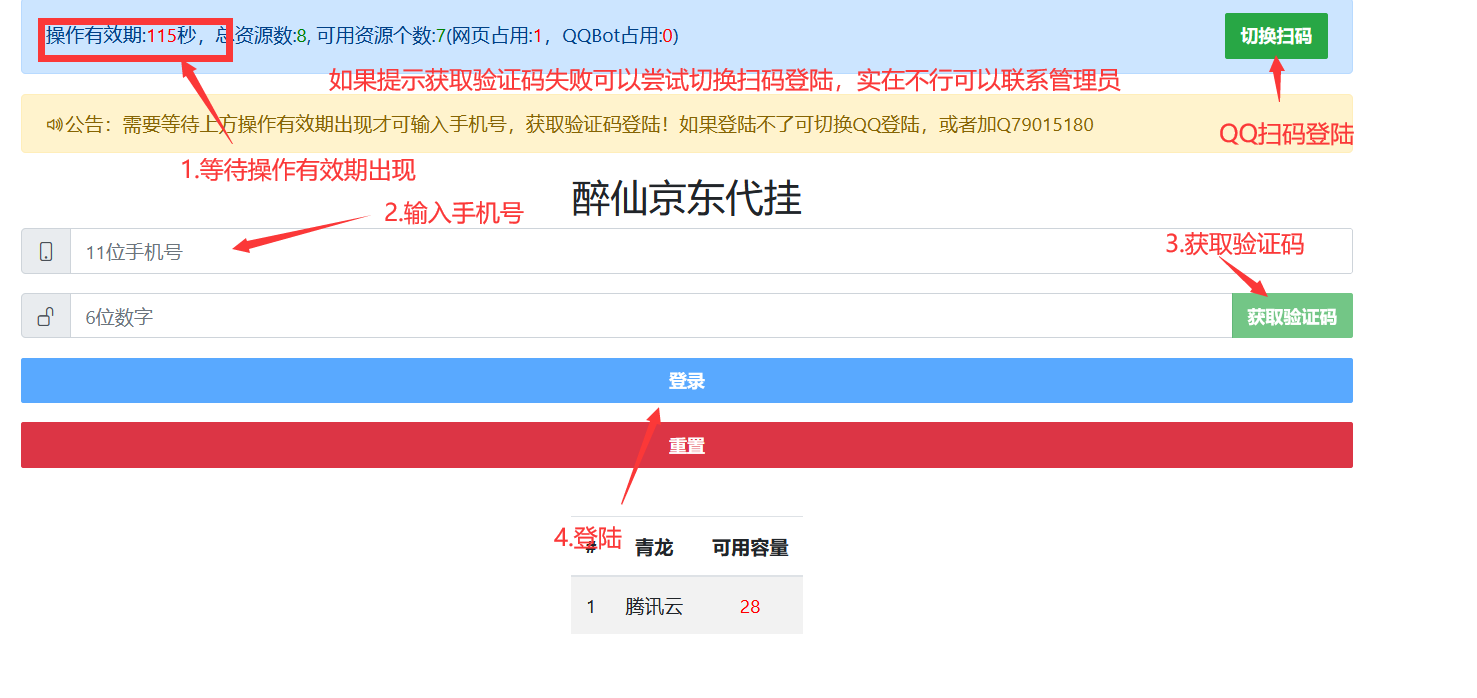 操作有效期:115秒，总资源数:8, 可用资源个数:7(网页占用:1，QQBot占用:0)
切换扫码
如果提示获取验证码失败可以尝试切换扫码登陆，实在不行可以联系管理员
公告：需要等待上方操作有效期出现才可输入手机号，获取验证码登陆！如果登陆不了可切换QQ登陆，或者加Q79015180
QQ扫码登陆
1.等待操作有效期出现
醉仙京东代挂
2.输入手机号
11位手机号
3.获取验证码
6位数字
获取验证码
登录
重置
4.登陆
# 青龙 可用容量
1 腾讯云 28